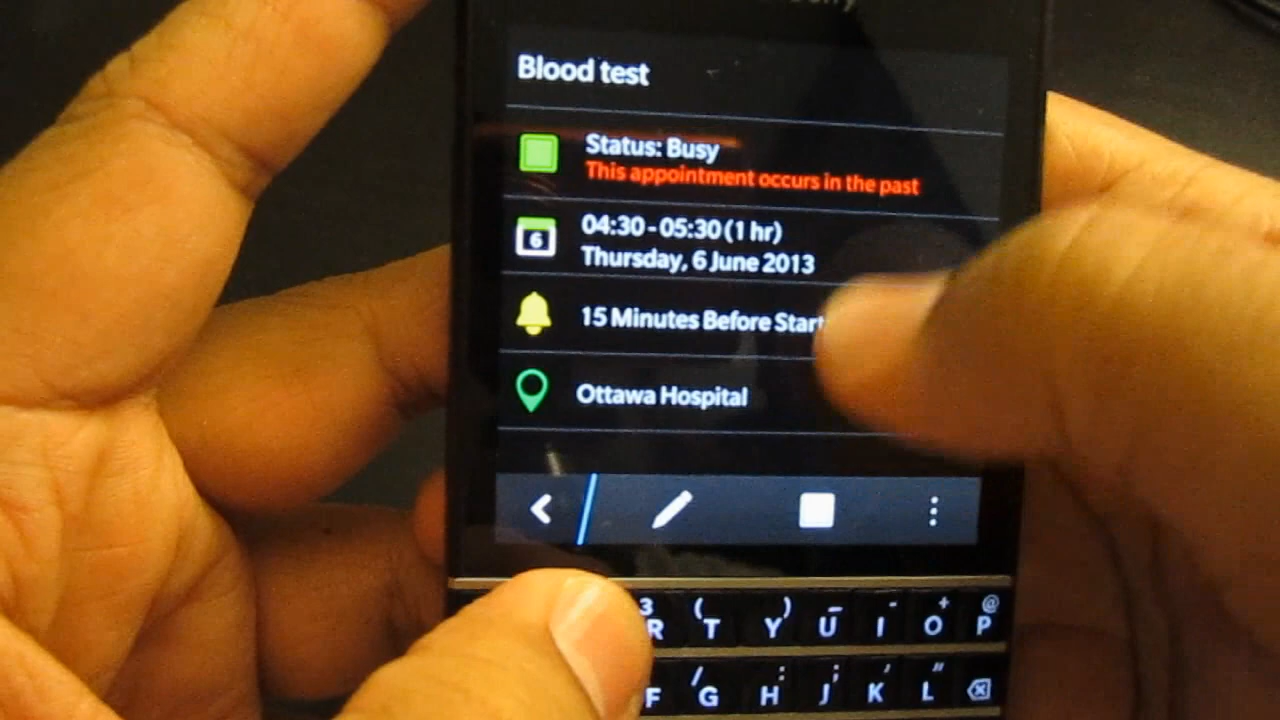 Blood test
Status: Busy
This appointment occurs in the past
6
04:30 - 05:30 (1 hr)
Thursday, 6 June 2013
15 Minutes Before Start
Ottawa Hospital
3 ( ) _ - + @
R T Y U I O P
/ : ; ' "
F G H J K L